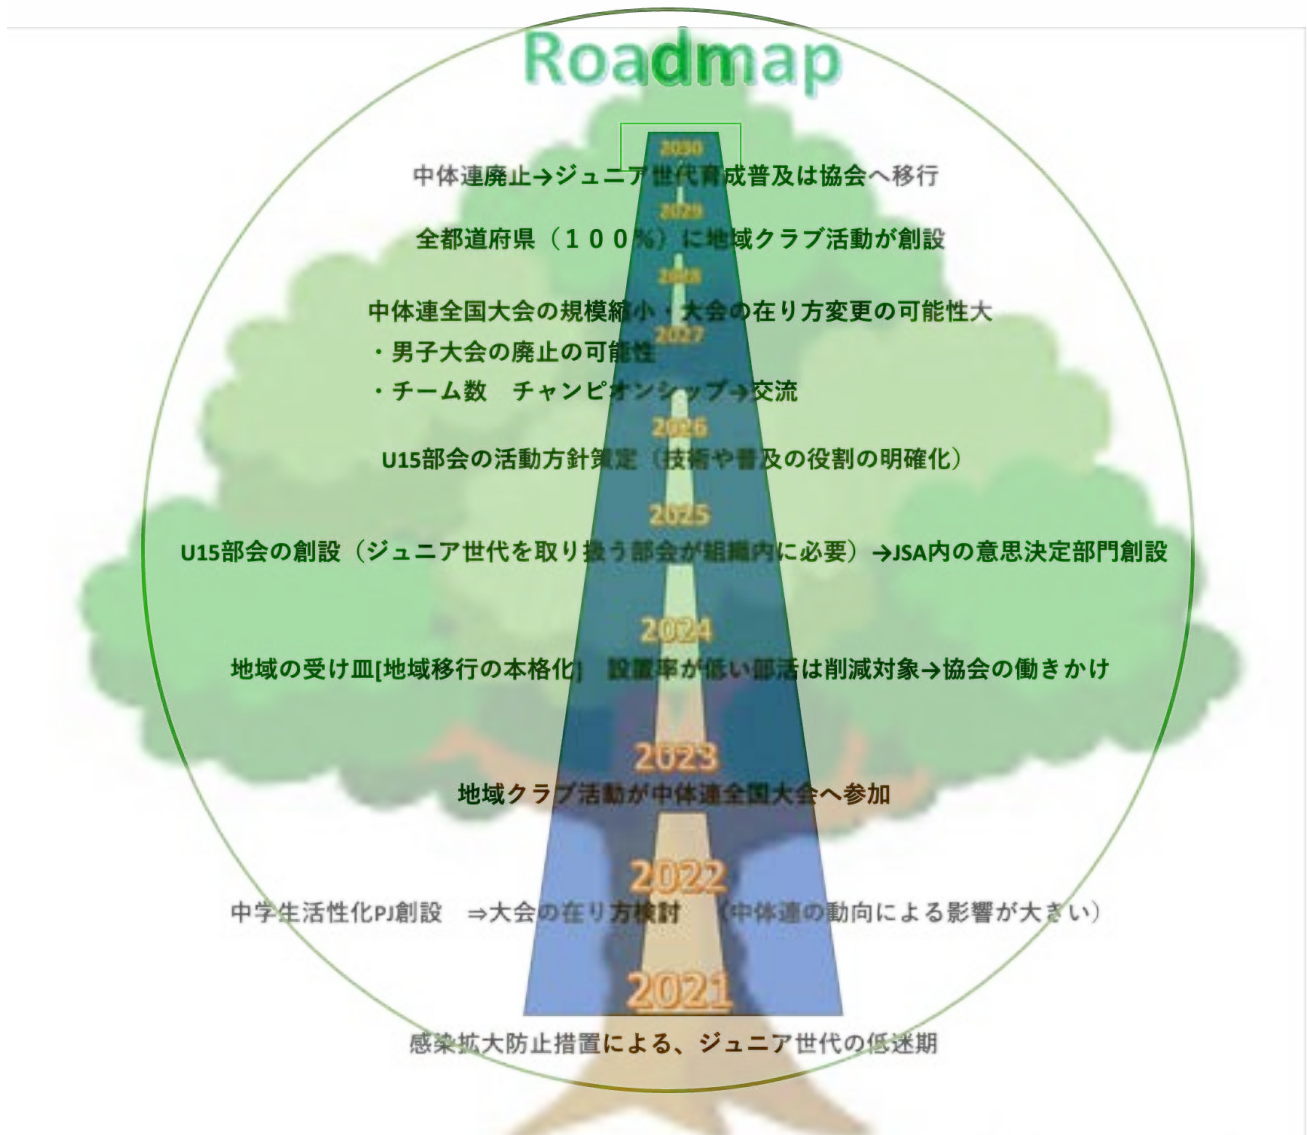 Roadmap
2030
中体連廃止→ジュニア世代育成普及は協会へ移行
2029
全都道府県（１００％）に地域クラブ活動が創設
2028
中体連全国大会の規模縮小・大会の在り方変更の可能性大
2027
・男子大会の廃止の可能性
・チーム数　チャンピオンシップ→交流
2026
U15部会の活動方針策定（技術や普及の役割の明確化）
2025
U15部会の創設（ジュニア世代を取り扱う部会が組織内に必要）→JSA内の意思決定部門創設
2024
地域の受け皿[地域移行の本格化]　設置率が低い部活は削減対象→協会の働きかけ
2023
地域クラブ活動が中体連全国大会へ参加
2022
中学生活性化PJ創設　⇒大会の在り方検討　（中体連の動向による影響が大きい）
2021
感染拡大防止措置による、ジュニア世代の低迷期